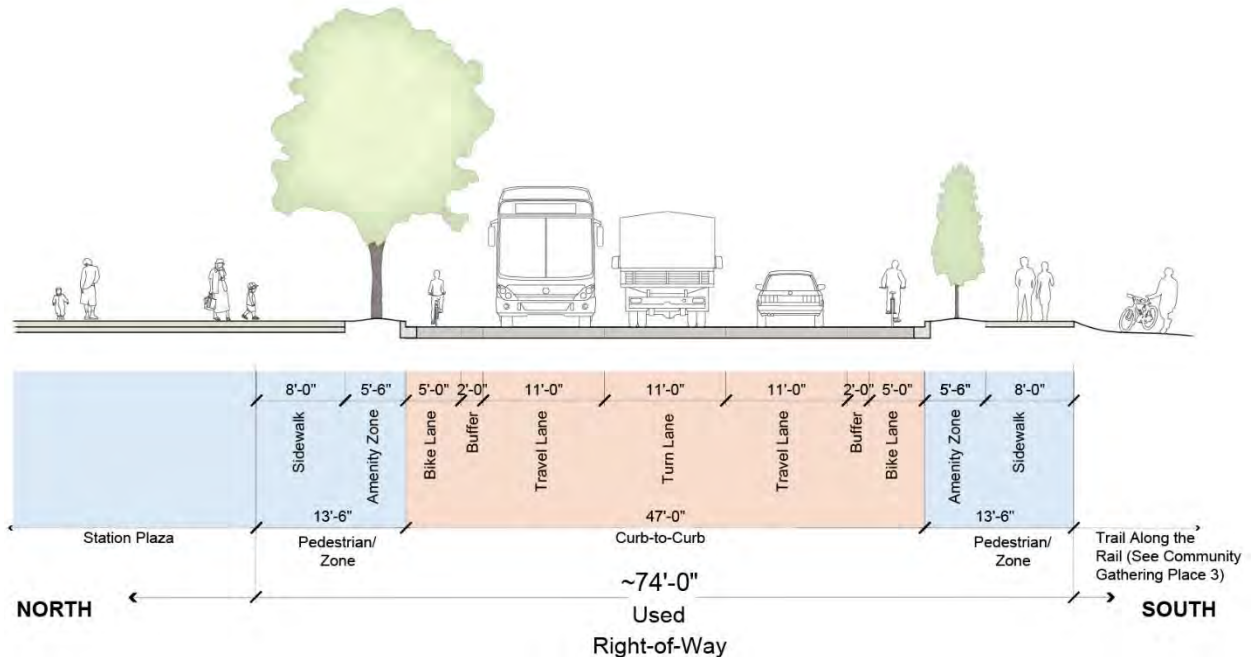 8'-0" 5'-6" 5'-0" 2'-0" 11'-0" 11'-0" 11'-0" 2'-0" 5'-0" 5'-6" 8'-0"
Sidewalk
Amenity Zone
Bike Lane
Buffer
Travel Lane
Turn Lane
Travel Lane
Buffer
Bike Lane
Amenity Zone
Sidewalk
13'-6" 47'-0" 13'-6"
Station Plaza
Pedestrian/
Zone
Curb-to-Curb
Pedestrian/
Zone
Trail Along the
Rail (See Community
Gathering Place 3)
~74'-0"
NORTH
Used
SOUTH
Right-of-Way